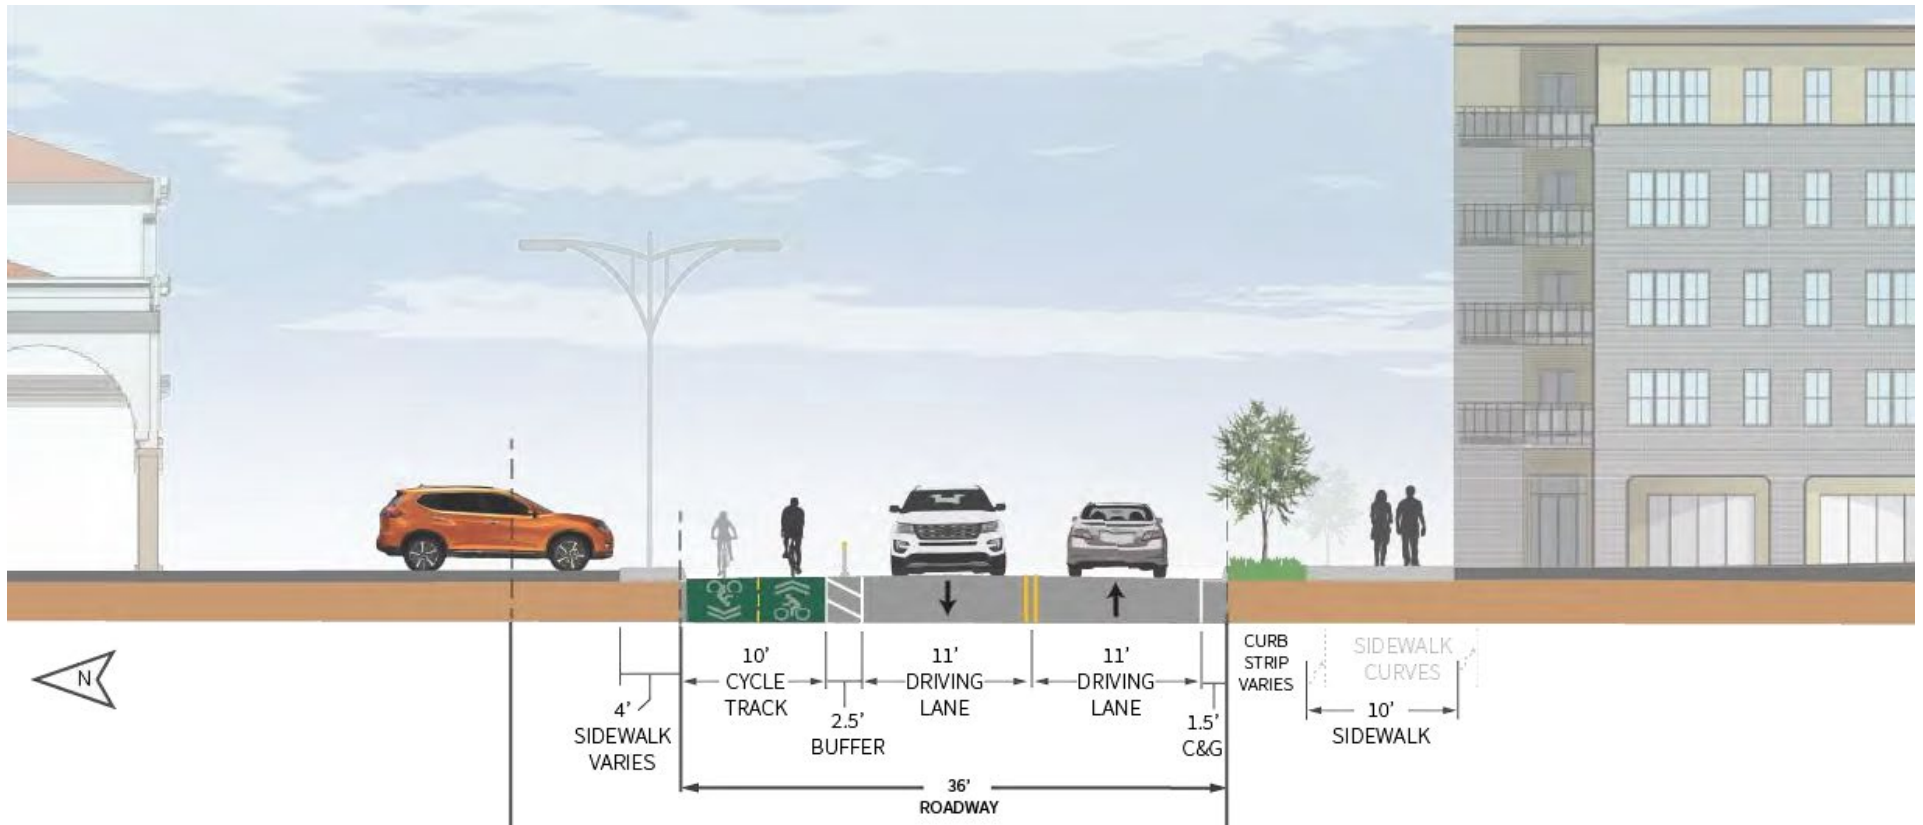 N
4’
SIDEWALK
VARIES
10’
CYCLE
TRACK
2.5’
BUFFER
11’
DRIVING
LANE
11’
DRIVING
LANE
1.5’
C&G
CURB
STRIP
VARIES
SIDEWALK
CURVES
10’
SIDEWALK
36’
ROADWAY